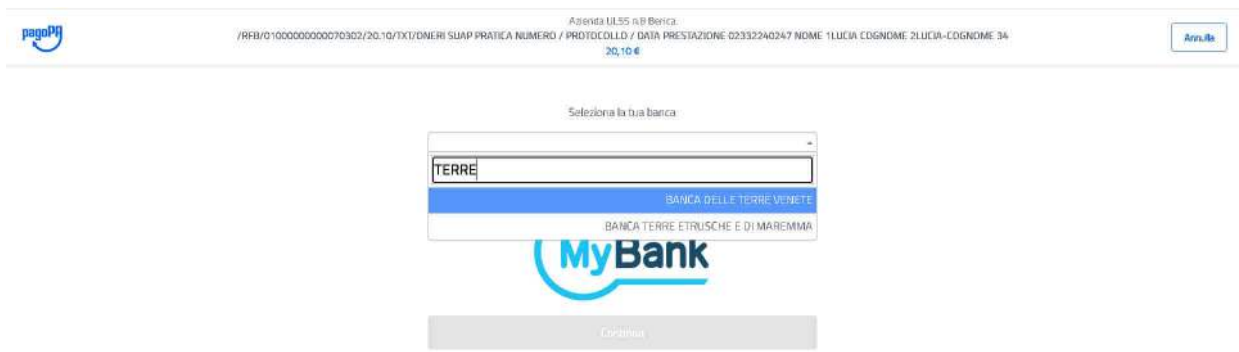 pagoPA
Azienda ULSS n.8 Berica.
/RFB/01000000000070302/20.10/TXT/ONERI SUAP PRATICA NUMERO / PROTOCOLLO / DATA PRESTAZIONE 02332240247 NOME 1LUCIA COGNOME 2LUCIA-COGNOME 34
20,10 €
Annulla
Seleziona la tua banca
TERRE
BANCA DELLE TERRE VENETE
BANCA TERRE ETRUSCHE E DI MAREMMA
MyBank
Continua